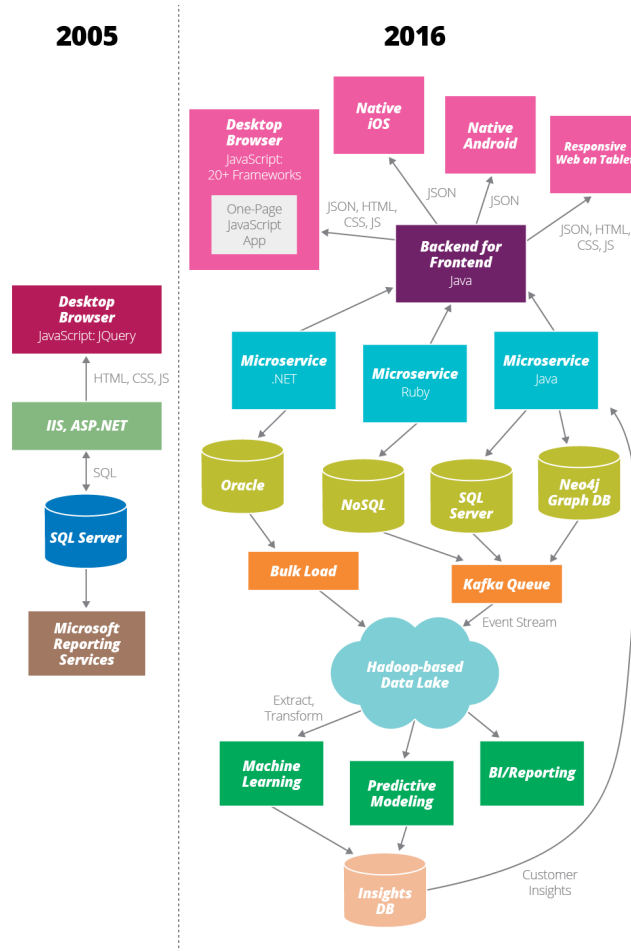 2005
2016
Desktop
Browser
JavaScript: JQuery
HTML, CSS, JS
IIS, ASP.NET
SQL
SQL Server
Microsoft
Reporting
Services
Desktop
Browser
JavaScript:
20+ Frameworks
One-Page
JavaScript
App
Native
iOS
Native
Android
Responsive
Web on Tablet
JSON
JSON
JSON, HTML,
CSS, JS
JSON, HTML,
CSS, JS
Backend for
Frontend
Java
Microservice
.NET
Microservice
Ruby
Microservice
Java
Oracle
NoSQL
SQL
Server
Neo4j
Graph DB
Bulk Load
Kafka Queue
Event Stream
Hadoop-based
Data Lake
Extract,
Transform
Machine
Learning
Predictive
Modeling
BI/Reporting
Insights
DB
Customer
Insights